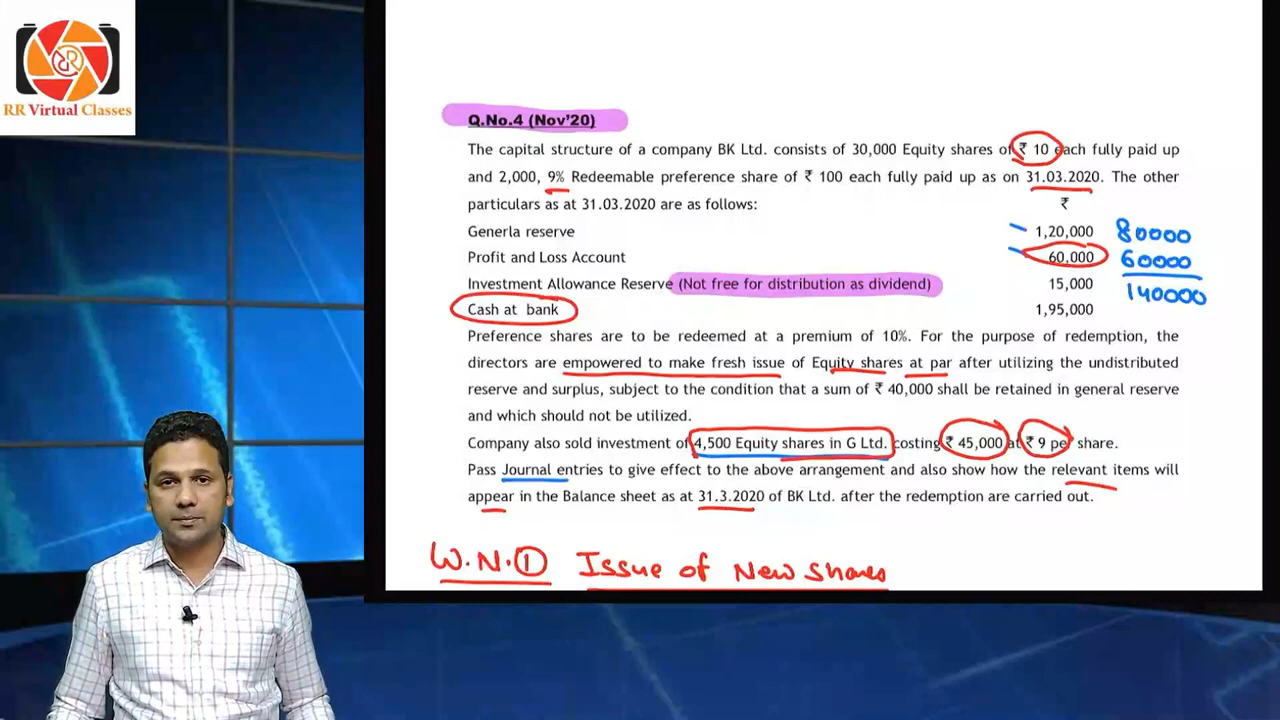 RR Virtual Classes
Q.No.4 (Nov'20)
The capital structure of a company BK Ltd. consists of 30,000 Equity shares of ₹ 10 each fully paid up
and 2,000, 9% Redeemable preference share of ₹ 100 each fully paid up as on 31.03.2020. The other
particulars as at 31.03.2020 are as follows: ₹
Generla reserve 1,20,000 80000
Profit and Loss Account 60,000 60000
Investment Allowance Reserve (Not free for distribution as dividend) 15,000 140000
Cash at bank 1,95,000
Preference shares are to be redeemed at a premium of 10%. For the purpose of redemption, the
directors are empowered to make fresh issue of Equity shares at par after utilizing the undistributed
reserve and surplus, subject to the condition that a sum of ₹ 40,000 shall be retained in general reserve
and which should not be utilized.
Company also sold investment of 4,500 Equity shares in G Ltd. costing ₹ 45,000 at ₹ 9 per share.
Pass Journal entries to give effect to the above arrangement and also show how the relevant items will
appear in the Balance sheet as at 31.3.2020 of BK Ltd. after the redemption are carried out.
W.N.① Issue of New Shares